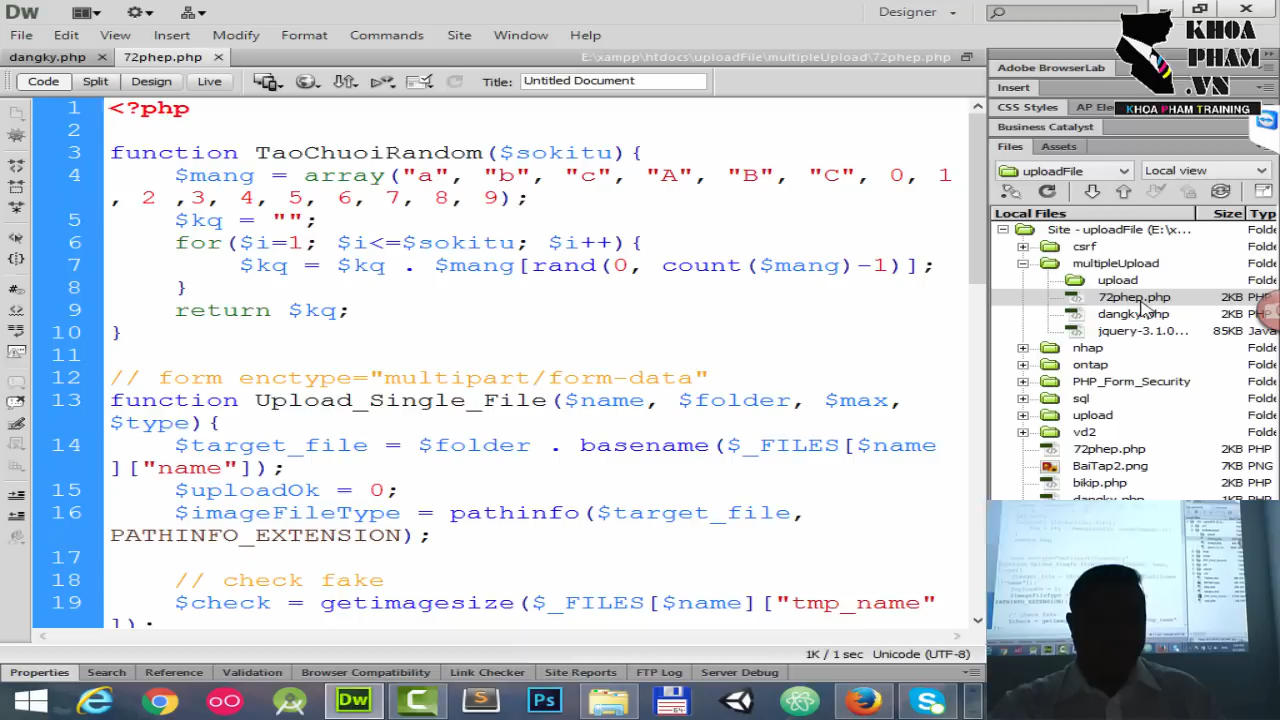 Dw
Designer
KHOA
PHAM
.VN
KHOA PHAM TRAINING
File Edit View Insert Modify Format Commands Site Window Help
dangky.php
72phep.php
E:\xampp\htdocs\uploadFile\multipleUpload\72phep.php
Code Split Design Live
Title: Untitled Document
1 <?php
2
3 function TaoChuoiRandom($sokitu){
4 $mang = array("a", "b", "c", "A", "B", "C", 0, 1
, 2 ,3, 4, 5, 6, 7, 8, 9);
5 $kq = "";
6 for($i=1; $i<=$sokitu; $i++){
7 $kq = $kq . $mang[rand(0, count($mang)-1)];
8 }
9 return $kq;
10 }
11
12 // form enctype="multipart/form-data"
13 function Upload_Single_File($name, $folder, $max,
$type){
14 $target_file = $folder . basename($_FILES[$name
]["name"]);
15 $uploadOk = 0;
16 $imageFileType = pathinfo($target_file,
PATHINFO_EXTENSION);
17
18 // check fake
19 $check = getimagesize($_FILES[$name]["tmp_name"
]);
1K / 1 sec Unicode (UTF-8)
Properties Search Reference Validation Browser Compatibility Link Checker Site Reports FTP Log Server Debug
Adobe BrowserLab
Insert
CSS Styles AP Ele
Business Catalyst
Files Assets
uploadFile Local view
Local Files Size Typ
Site - uploadFile (E:\x... Folde
csrf Folde
multipleUpload Folde
upload Folde
72phep.php 2KB PHP
dangky.php 2KB PHP
jquery-3.1.0... 85KB Java
nhap Folde
ontap Folde
PHP_Form_Security Folde
sql Folde
upload Folde
vd2 Folde
72phep.php 2KB PHP
BaiTap2.png 7KB PNG
bikip.php 2KB PHP
dangky.php 1KB PHP
Dw
Ps